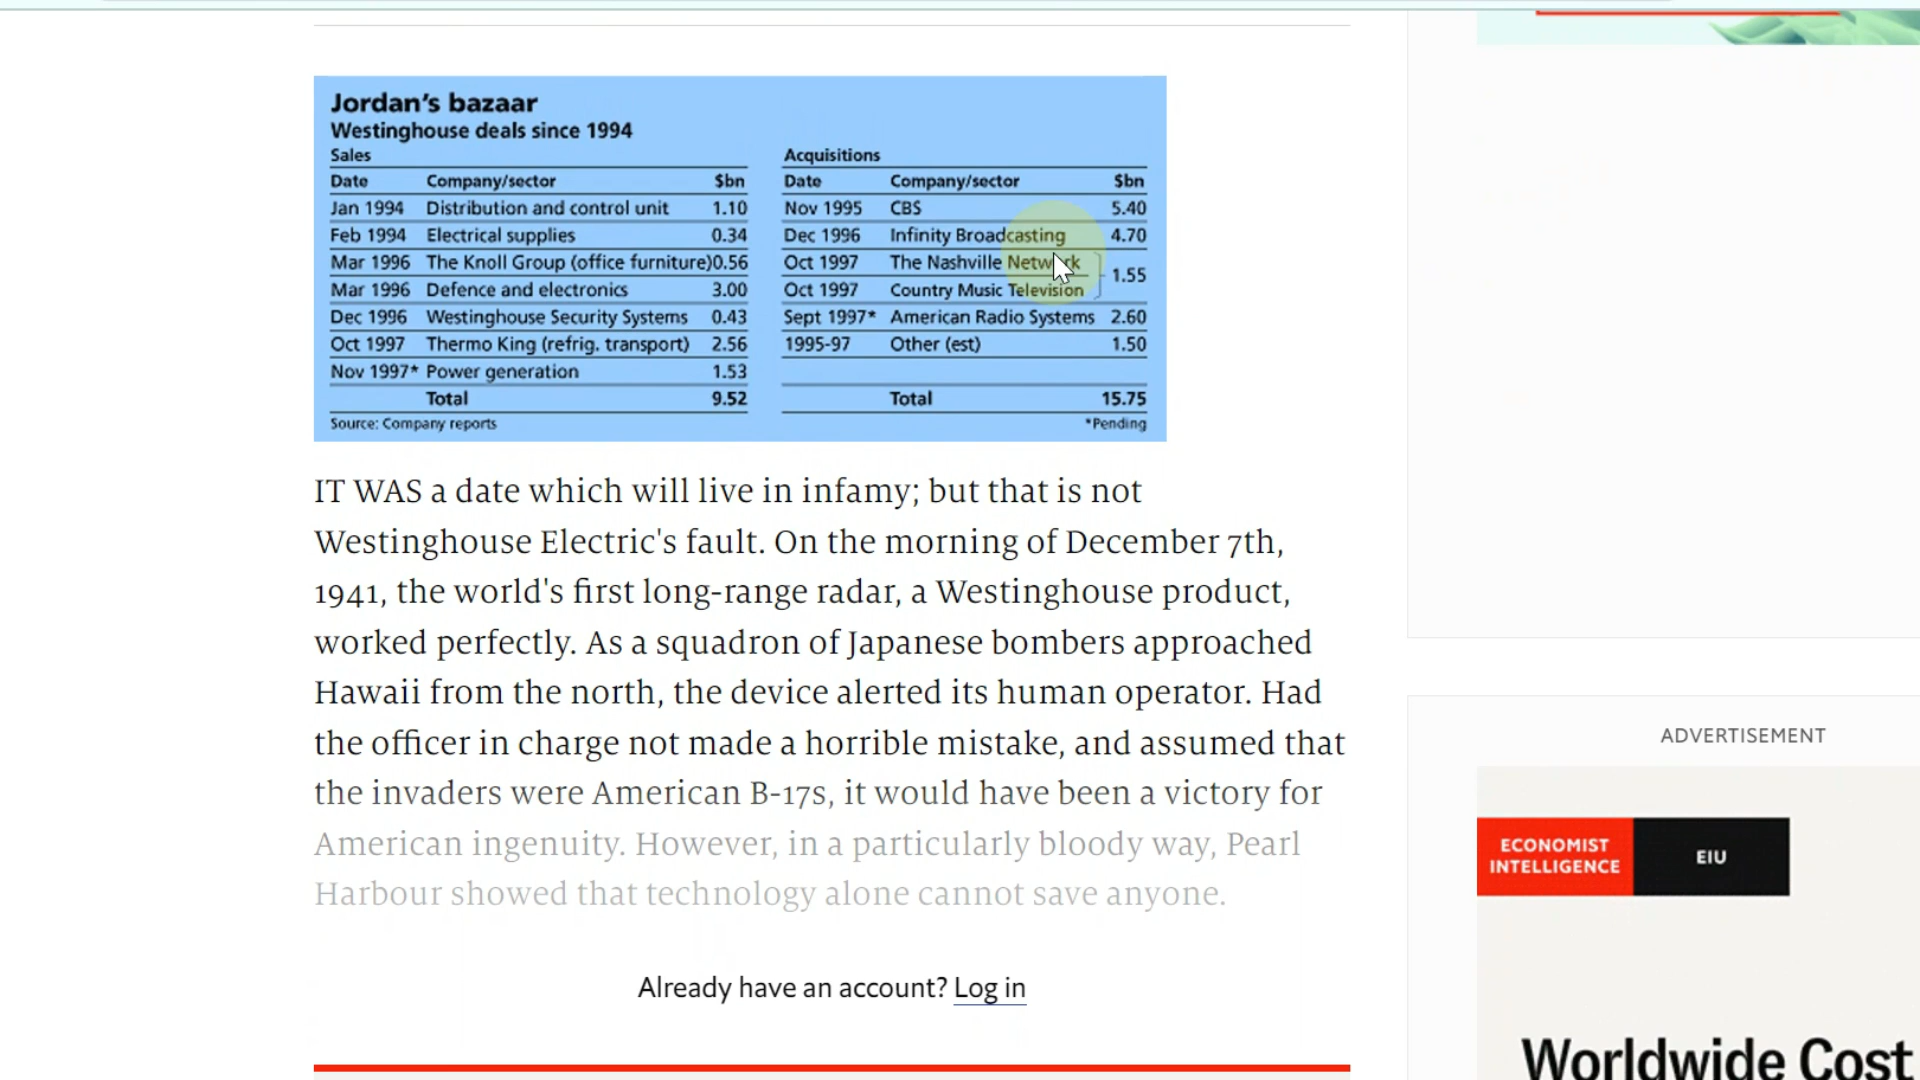 Jordan's bazaar
Westinghouse deals since 1994
Sales
Date Company/sector $bn
Jan 1994 Distribution and control unit 1.10
Feb 1994 Electrical supplies 0.34
Mar 1996 The Knoll Group (office furniture) 0.56
Mar 1996 Defence and electronics 3.00
Dec 1996 Westinghouse Security Systems 0.43
Oct 1997 Thermo King (refrig. transport) 2.56
Nov 1997* Power generation 1.53
Total 9.52
Source: Company reports
Acquisitions
Date Company/sector $bn
Nov 1995 CBS 5.40
Dec 1996 Infinity Broadcasting 4.70
Oct 1997 The Nashville Network
1.55
Oct 1997 Country Music Television
Sept 1997* American Radio Systems 2.60
1995-97 Other (est) 1.50
Total 15.75
*Pending
IT WAS a date which will live in infamy; but that is not
Westinghouse Electric's fault. On the morning of December 7th,
1941, the world's first long-range radar, a Westinghouse product,
worked perfectly. As a squadron of Japanese bombers approached
Hawaii from the north, the device alerted its human operator. Had
the officer in charge not made a horrible mistake, and assumed that
the invaders were American B-17s, it would have been a victory for
American ingenuity. However, in a particularly bloody way, Pearl
Harbour showed that technology alone cannot save anyone.
Already have an account? Log in
ADVERTISEMENT
ECONOMIST
INTELLIGENCE
EIU
Worldwide Cost